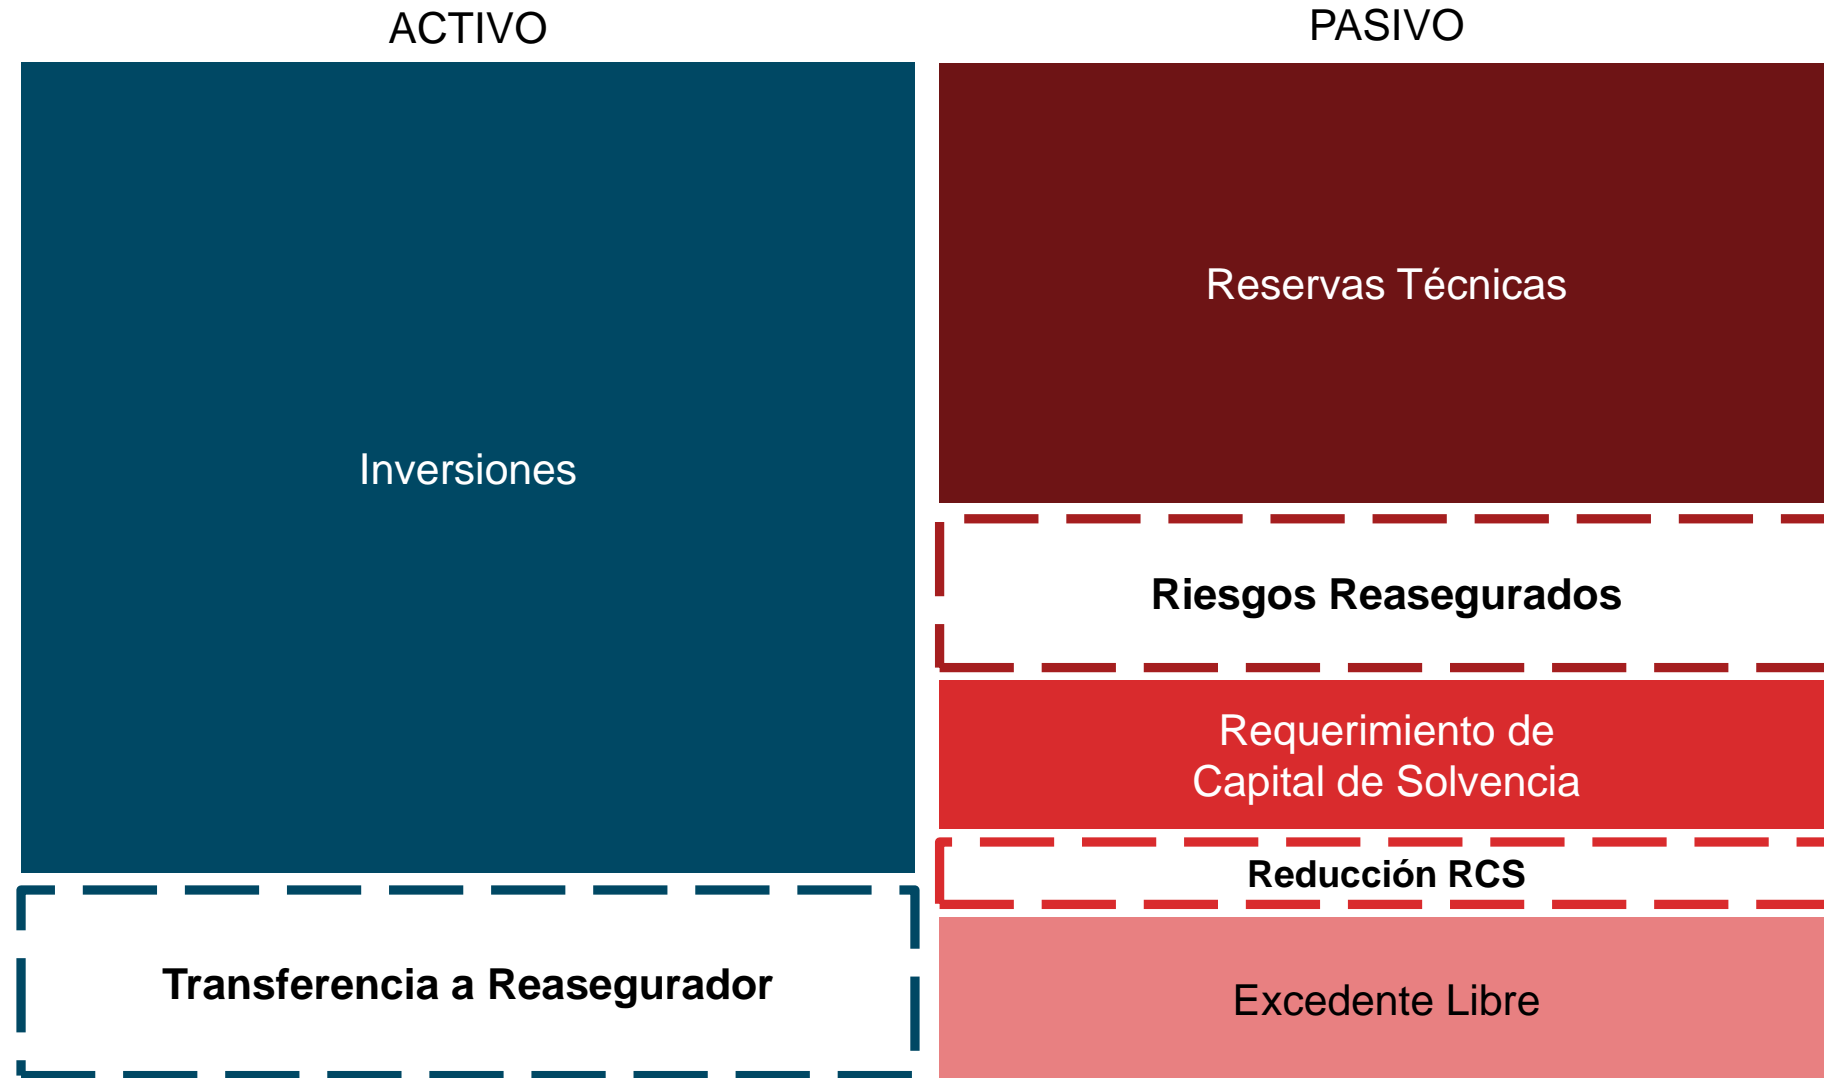 ACTIVO
PASIVO
Inversiones
Transferencia a Reasegurador
Reservas Técnicas
Riesgos Reasegurados
Requerimiento de
Capital de Solvencia
Reducción RCS
Excedente Libre